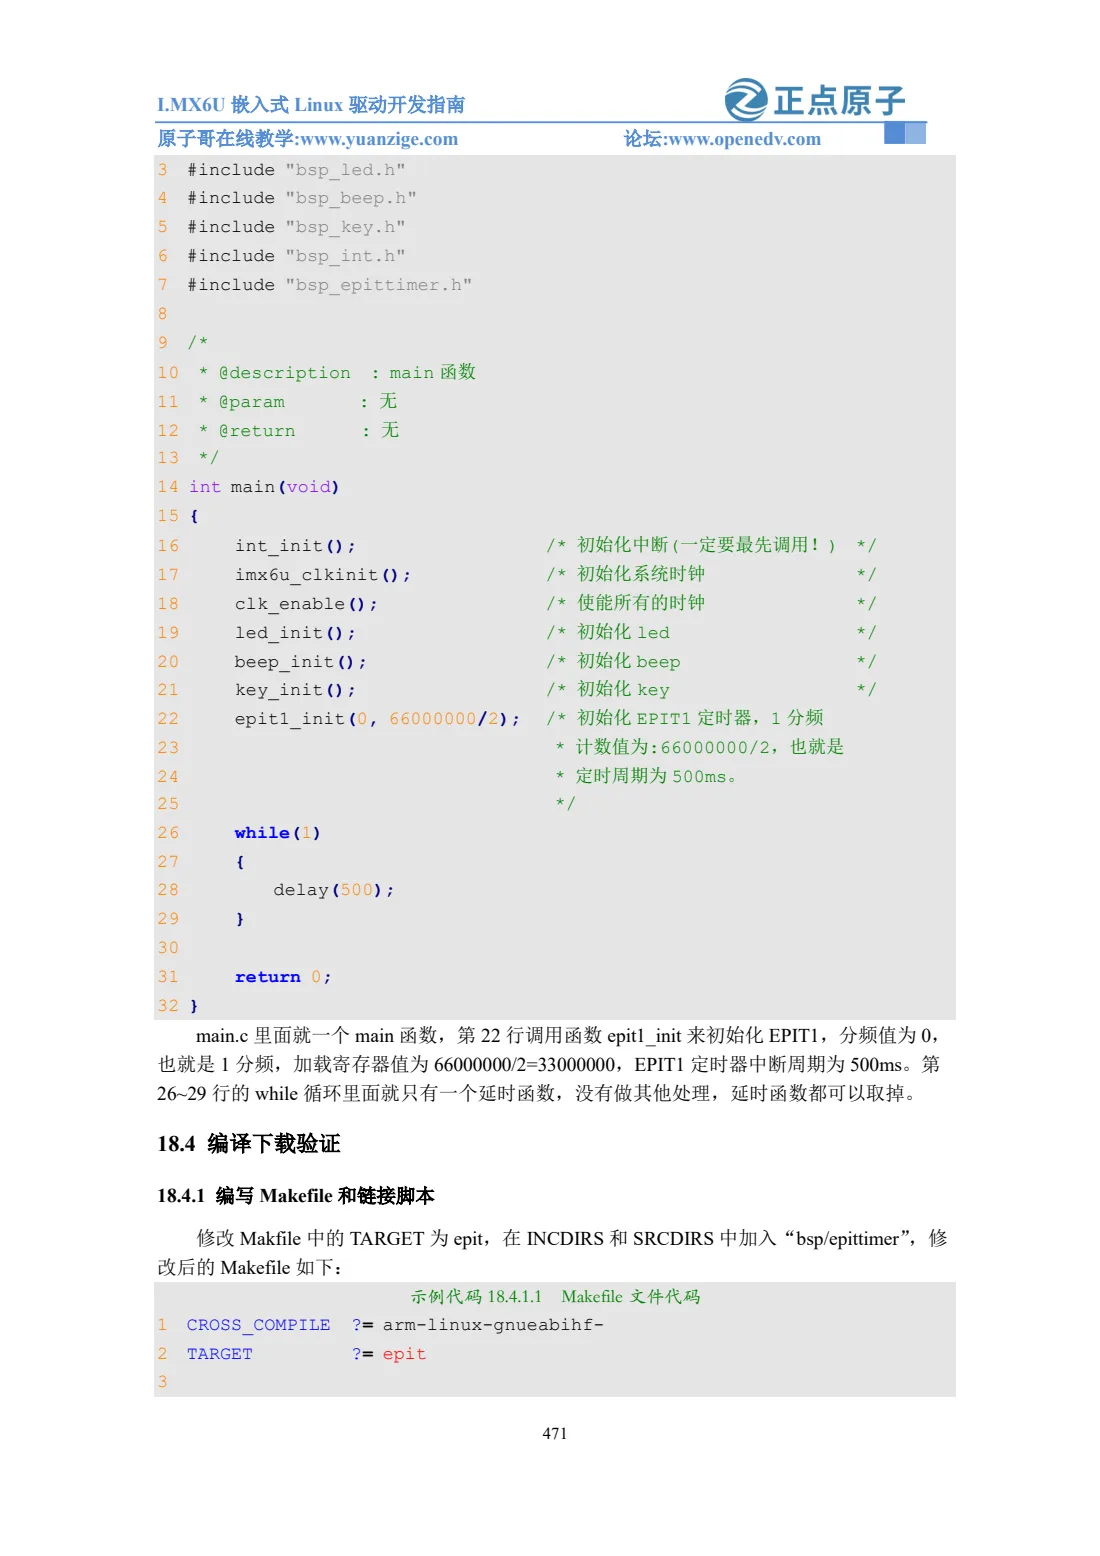 I.MX6U 嵌入式 Linux 驱动开发指南
正点原子
原子哥在线教学:www.yuanzige.com 论坛:www.openedv.com
3 #include "bsp_led.h"
4 #include "bsp_beep.h"
5 #include "bsp_key.h"
6 #include "bsp_int.h"
7 #include "bsp_epittimer.h"
8
9 /*
10 * @description : main 函数
11 * @param : 无
12 * @return : 无
13 */
14 int main(void)
15 {
16 int_init(); /* 初始化中断(一定要最先调用！) */
17 imx6u_clkinit(); /* 初始化系统时钟 */
18 clk_enable(); /* 使能所有的时钟 */
19 led_init(); /* 初始化 led */
20 beep_init(); /* 初始化 beep */
21 key_init(); /* 初始化 key */
22 epit1_init(0, 66000000/2); /* 初始化 EPIT1 定时器，1 分频
23 * 计数值为:66000000/2，也就是
24 * 定时周期为 500ms。
25 */
26 while(1)
27 {
28 delay(500);
29 }
30
31 return 0;
32 }
main.c 里面就一个 main 函数，第 22 行调用函数 epit1_init 来初始化 EPIT1，分频值为 0，
也就是 1 分频，加载寄存器值为 66000000/2=33000000，EPIT1 定时器中断周期为 500ms。第
26~29 行的 while 循环里面就只有一个延时函数，没有做其他处理，延时函数都可以取掉。
18.4 编译下载验证
18.4.1 编写 Makefile 和链接脚本
修改 Makfile 中的 TARGET 为 epit，在 INCDIRS 和 SRCDIRS 中加入“bsp/epittimer”，修
改后的 Makefile 如下：
示例代码 18.4.1.1 Makefile 文件代码
1 CROSS_COMPILE ?= arm-linux-gnueabihf-
2 TARGET ?= epit
3
471